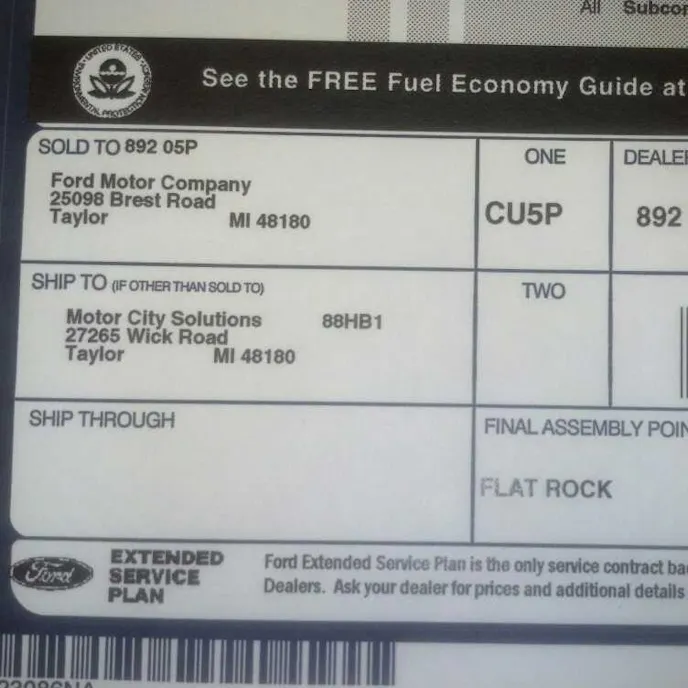 All Subcom
See the FREE Fuel Economy Guide at
SOLD TO 892 05P
Ford Motor Company
25098 Brest Road
Taylor MI 48180
ONE
CU5P
DEALE
892
SHIP TO (IF OTHER THAN SOLD TO)
Motor City Solutions 88HB1
27265 Wick Road
Taylor MI 48180
TWO
SHIP THROUGH
FINAL ASSEMBLY POIN
FLAT ROCK
Ford
EXTENDED
SERVICE
PLAN
Ford Extended Service Plan is the only service contract ba
Dealers. Ask your dealer for prices and additional details